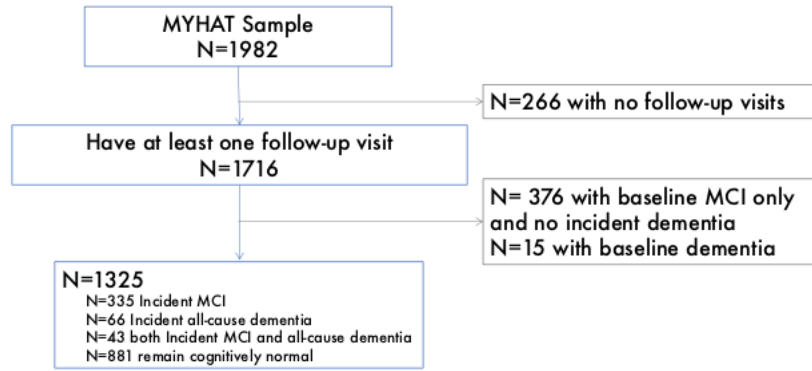 MYHAT Sample
N=1982
N=266 with no follow-up visits
Have at least one follow-up visit
N=1716
N= 376 with baseline MCI only
and no incident dementia
N=15 with baseline dementia
N=1325
N=335 Incident MCI
N=66 Incident all-cause dementia
N=43 both Incident MCI and all-cause dementia
N=881 remain cognitively normal